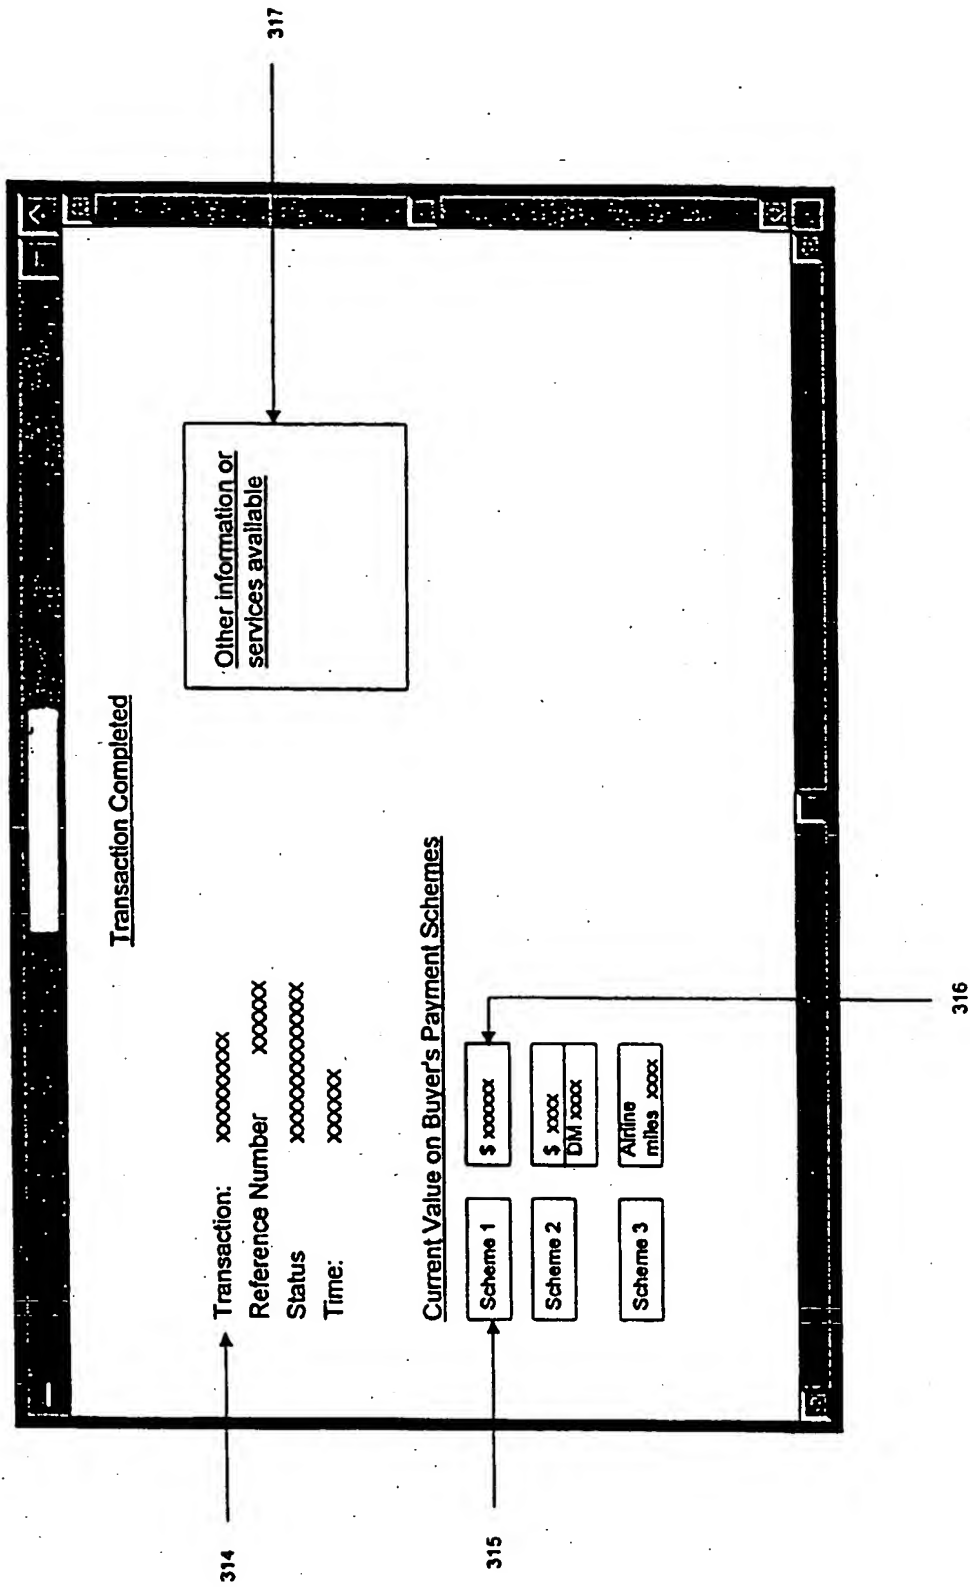 317
Transaction Completed
Other information or
services available
314
Transaction: xxxxxxxxx
Reference Number xxxxxx
Status xxxxxxxxxxxx
Time: xxxxxx
Current Value on Buyer's Payment Schemes
315
Scheme 1 $ xxxxxx
Scheme 2 $ xxxx
DM xxxx
Scheme 3 Airline
miles xxxx
316